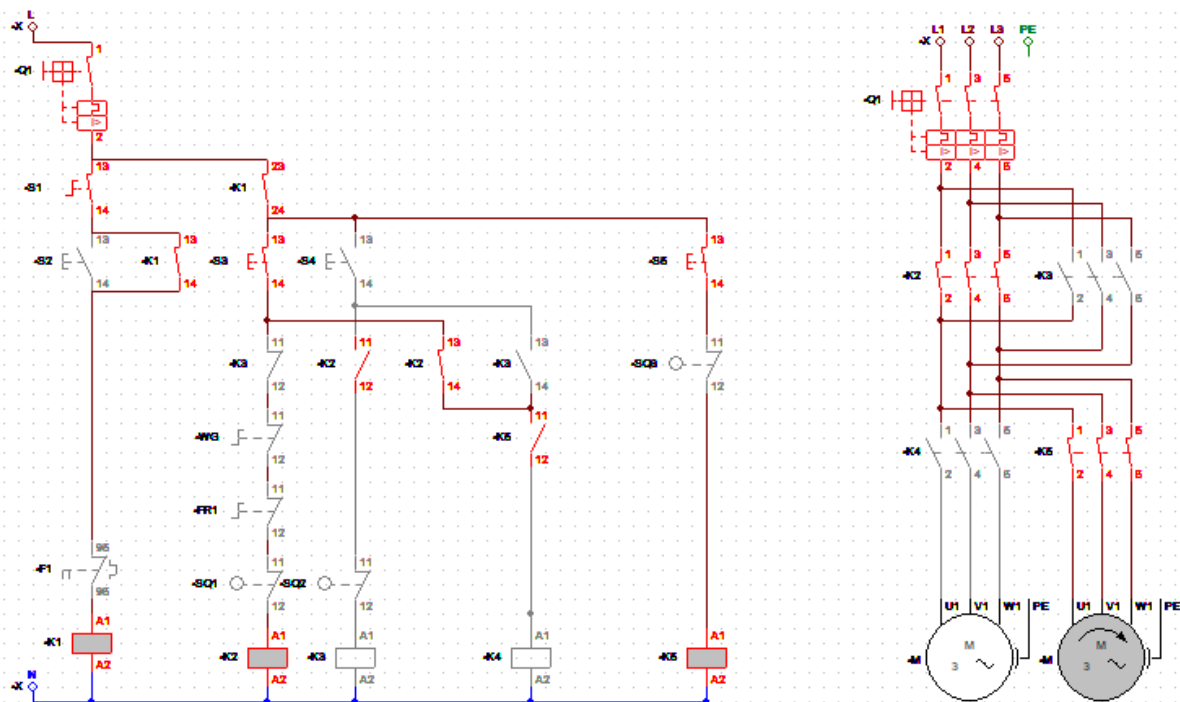 L
-X
1
-Q1
I>
2
13 23
-S1 -K1
14 24
13 13 13 13 13
-S2 -K1 -S3 -S4 -S5
14 14 14 14 14
11 11 13 13 11
-K3 -K2 -K2 -K3 -SQ3
12 12 14 14 12
11 11
-WG -K5
12 12
11
-FR1
12
95 11 11
-F1 -SQ1 -SQ2
96 12 12
A1 A1 A1 A1 A1
-K1 -K2 -K3 -K4 -K5
A2 A2 A2 A2 A2
N
-X
L1 L2 L3 PE
-X
1 3 5
-Q1
I> I> I>
2 4 6
1 3 5 1 3 5
-K2 -K3
2 4 6 2 4 6
1 3 5 1 3 5
-K4 -K5
2 4 6 2 4 6
U1 V1 W1 PE U1 V1 W1 PE
-M M -M M
3 3